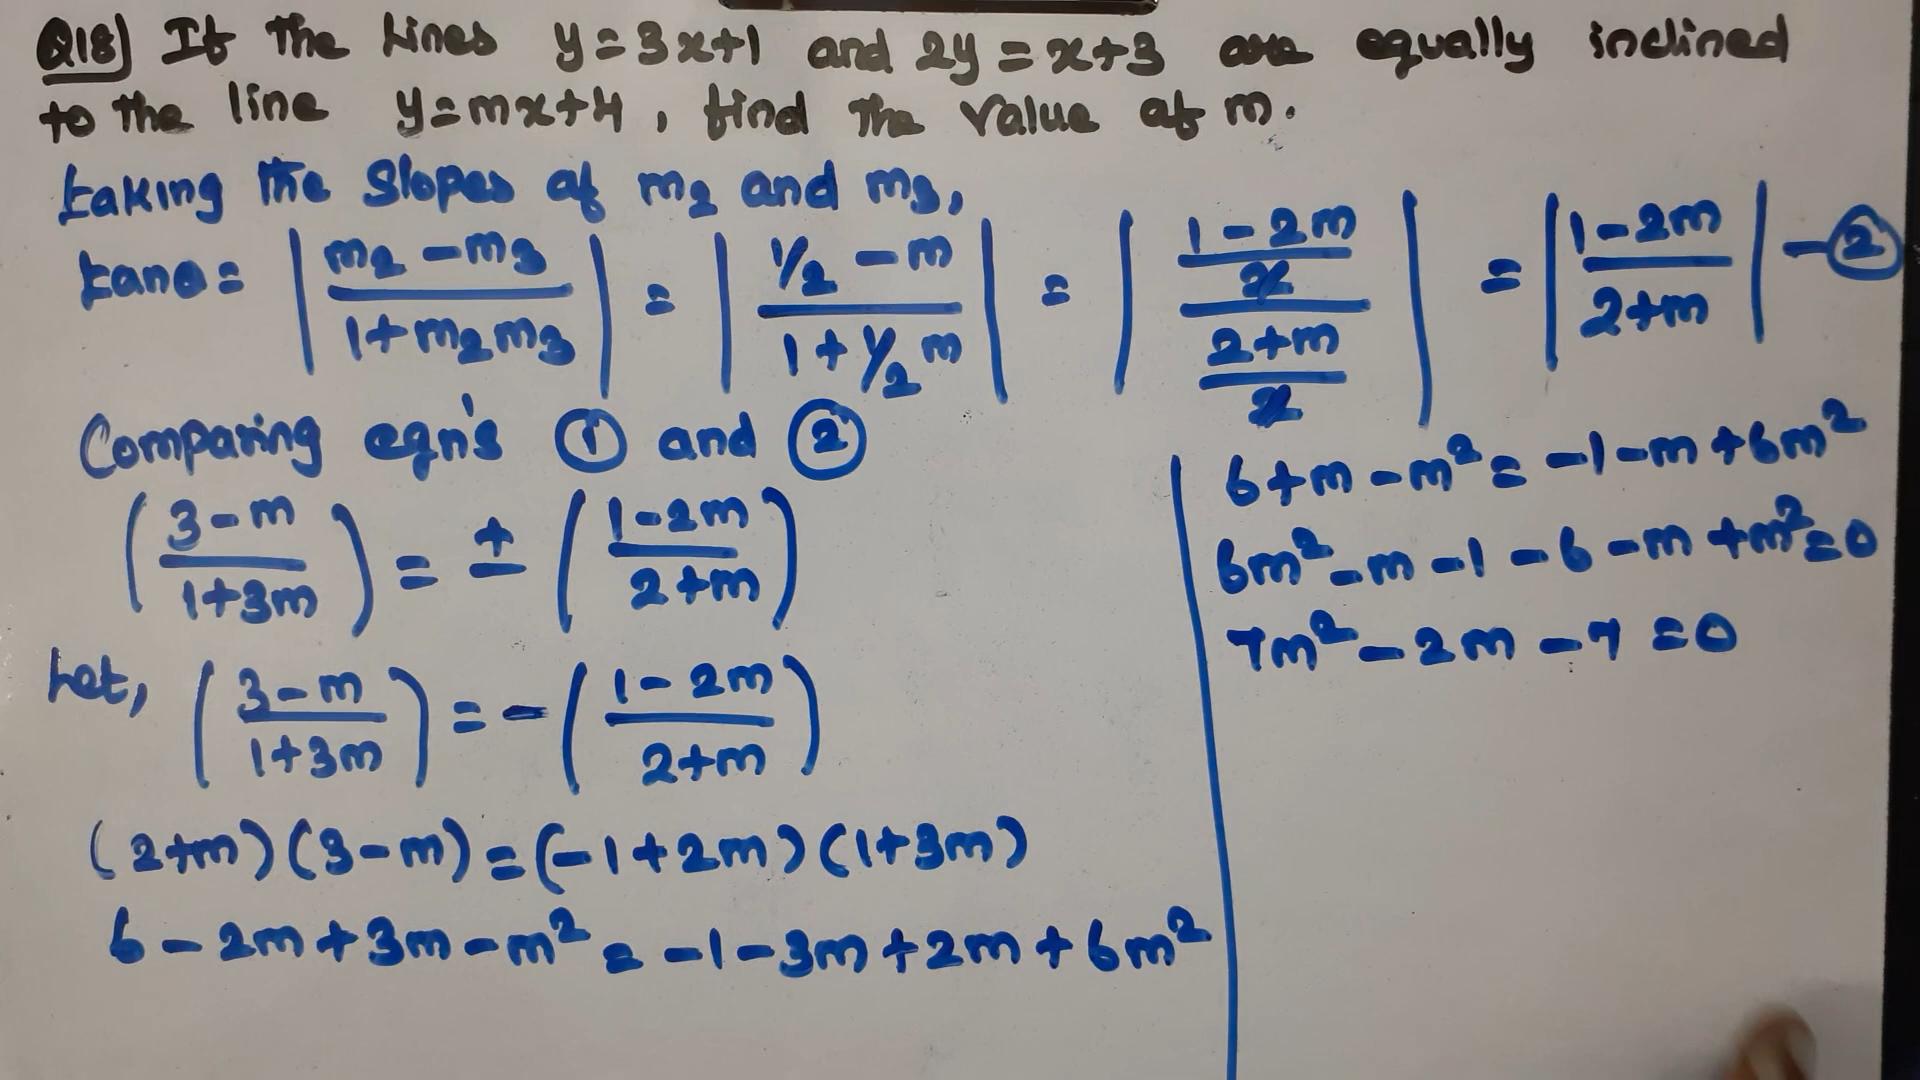 Q18) If the lines y=3x+1 and 2y=x+3 are equally inclined
to the line y=mx+4, find the value of m.
taking the slopes of m₂ and m₃,
tanθ = | (m₂-m₃)/(1+m₂m₃) | = | (1/2-m)/(1+1/2 m) | = | ((1-2m)/2)/((2+m)/2) | = | (1-2m)/(2+m) | -②
Comparing eqn's ① and ②
((3-m)/(1+3m)) = ± ((1-2m)/(2+m))
let, ((3-m)/(1+3m)) = -((1-2m)/(2+m))
(2+m)(3-m)=(-1+2m)(1+3m)
6-2m+3m-m² = -1-3m+2m+6m²
6+m-m² = -1-m+6m²
6m²-m-1-6-m+m²=0
7m²-2m-7=0